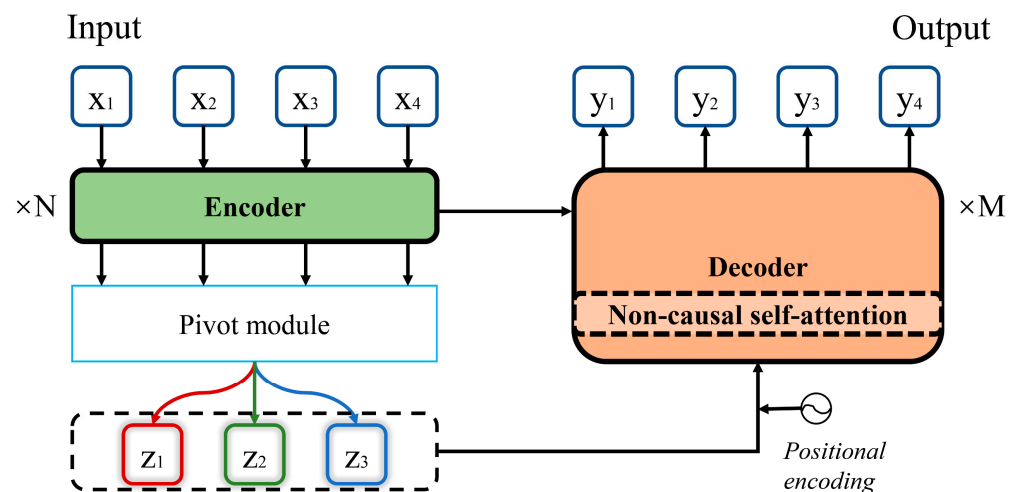 Input
Output
x1 x2 x3 x4
y1 y2 y3 y4
×N
Encoder
×M
Decoder
Non-causal self-attention
Pivot module
z1 z2 z3
Positional
encoding